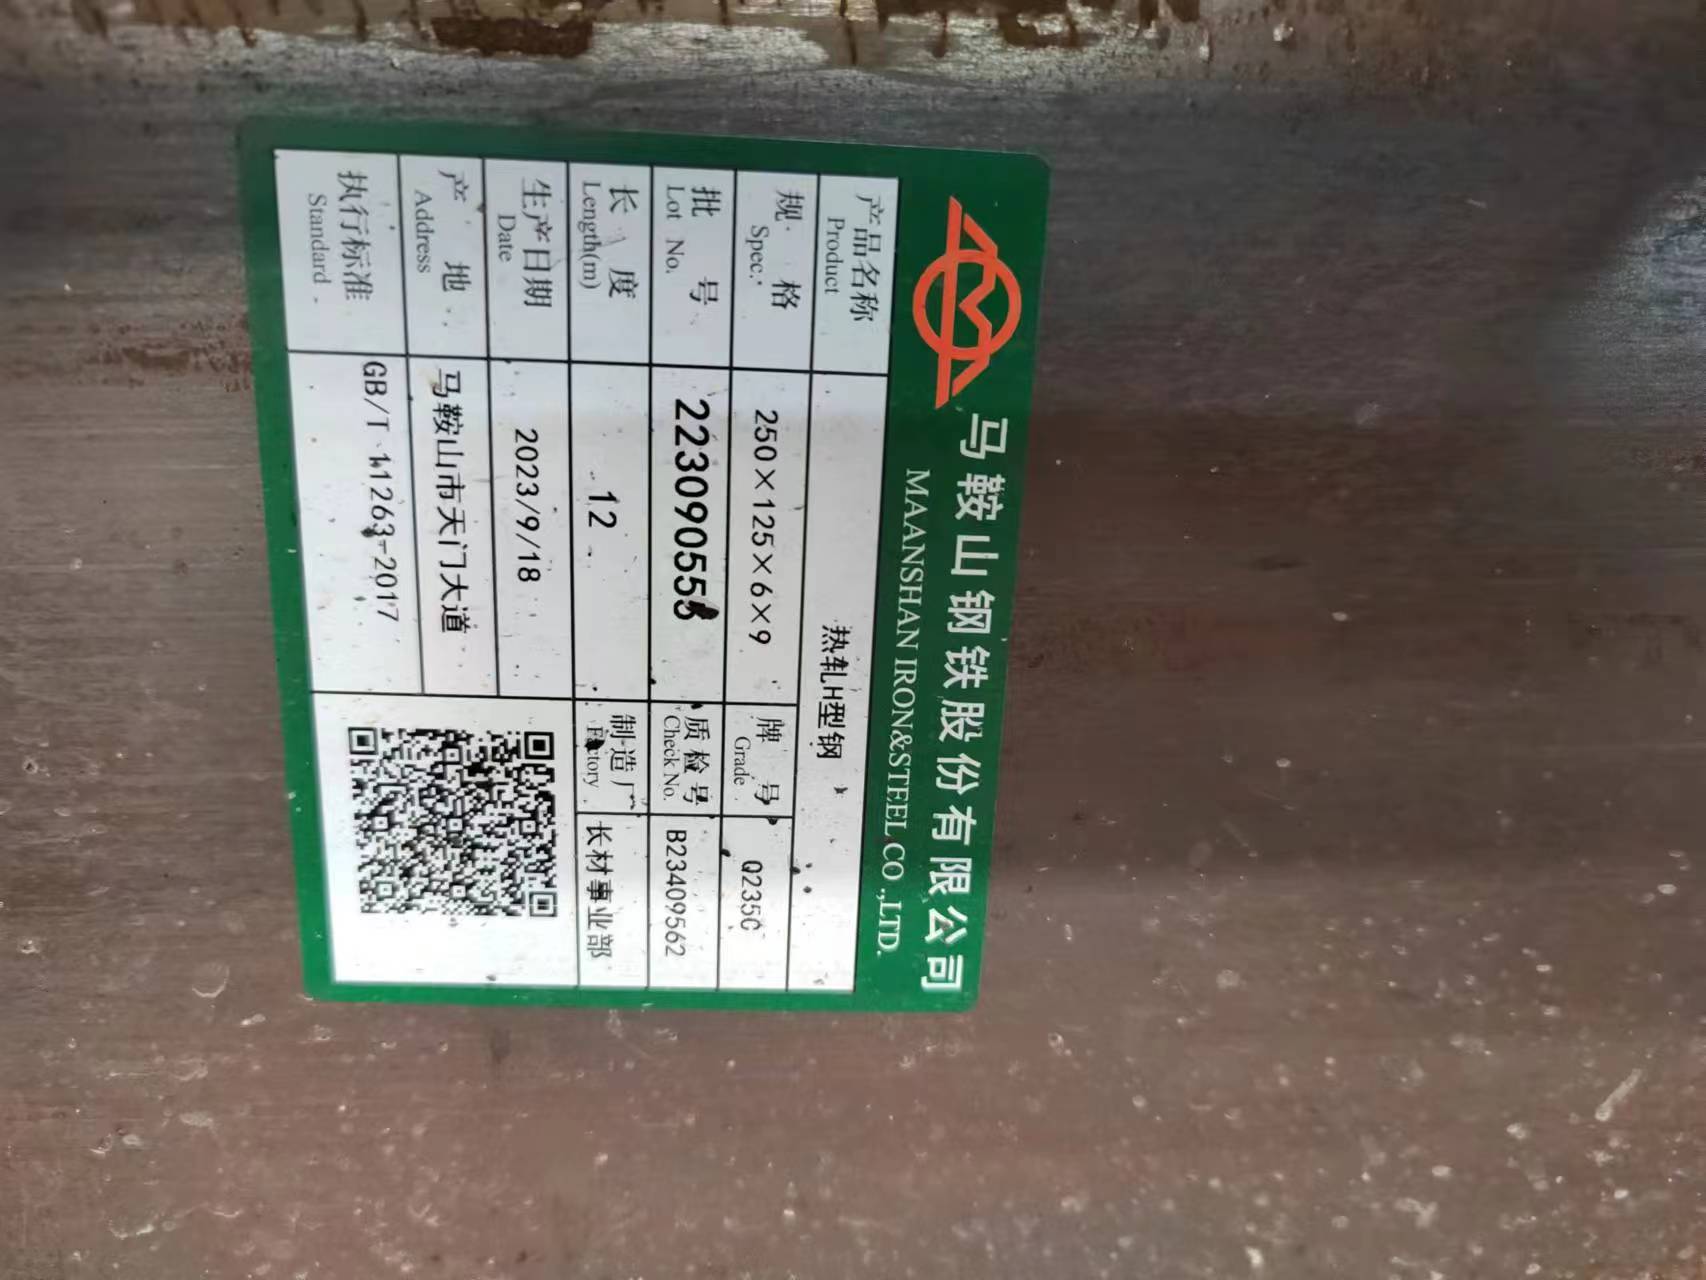 马鞍山钢铁股份有限公司
MAANSHAN IRON&STEEL CO.,LTD.
产品名称 Product 热轧H型钢
规格 Spec. 250×125×6×9 牌号 Grade Q235C
批号 Lot No. 质检号 Check No. B23409562
长度 Length(m) 12 制造厂 Factory 长材事业部
生产日期 Date 2023/9/18
产地 Address 马鞍山市天门大道
执行标准 Standard GB/T 11263-2017